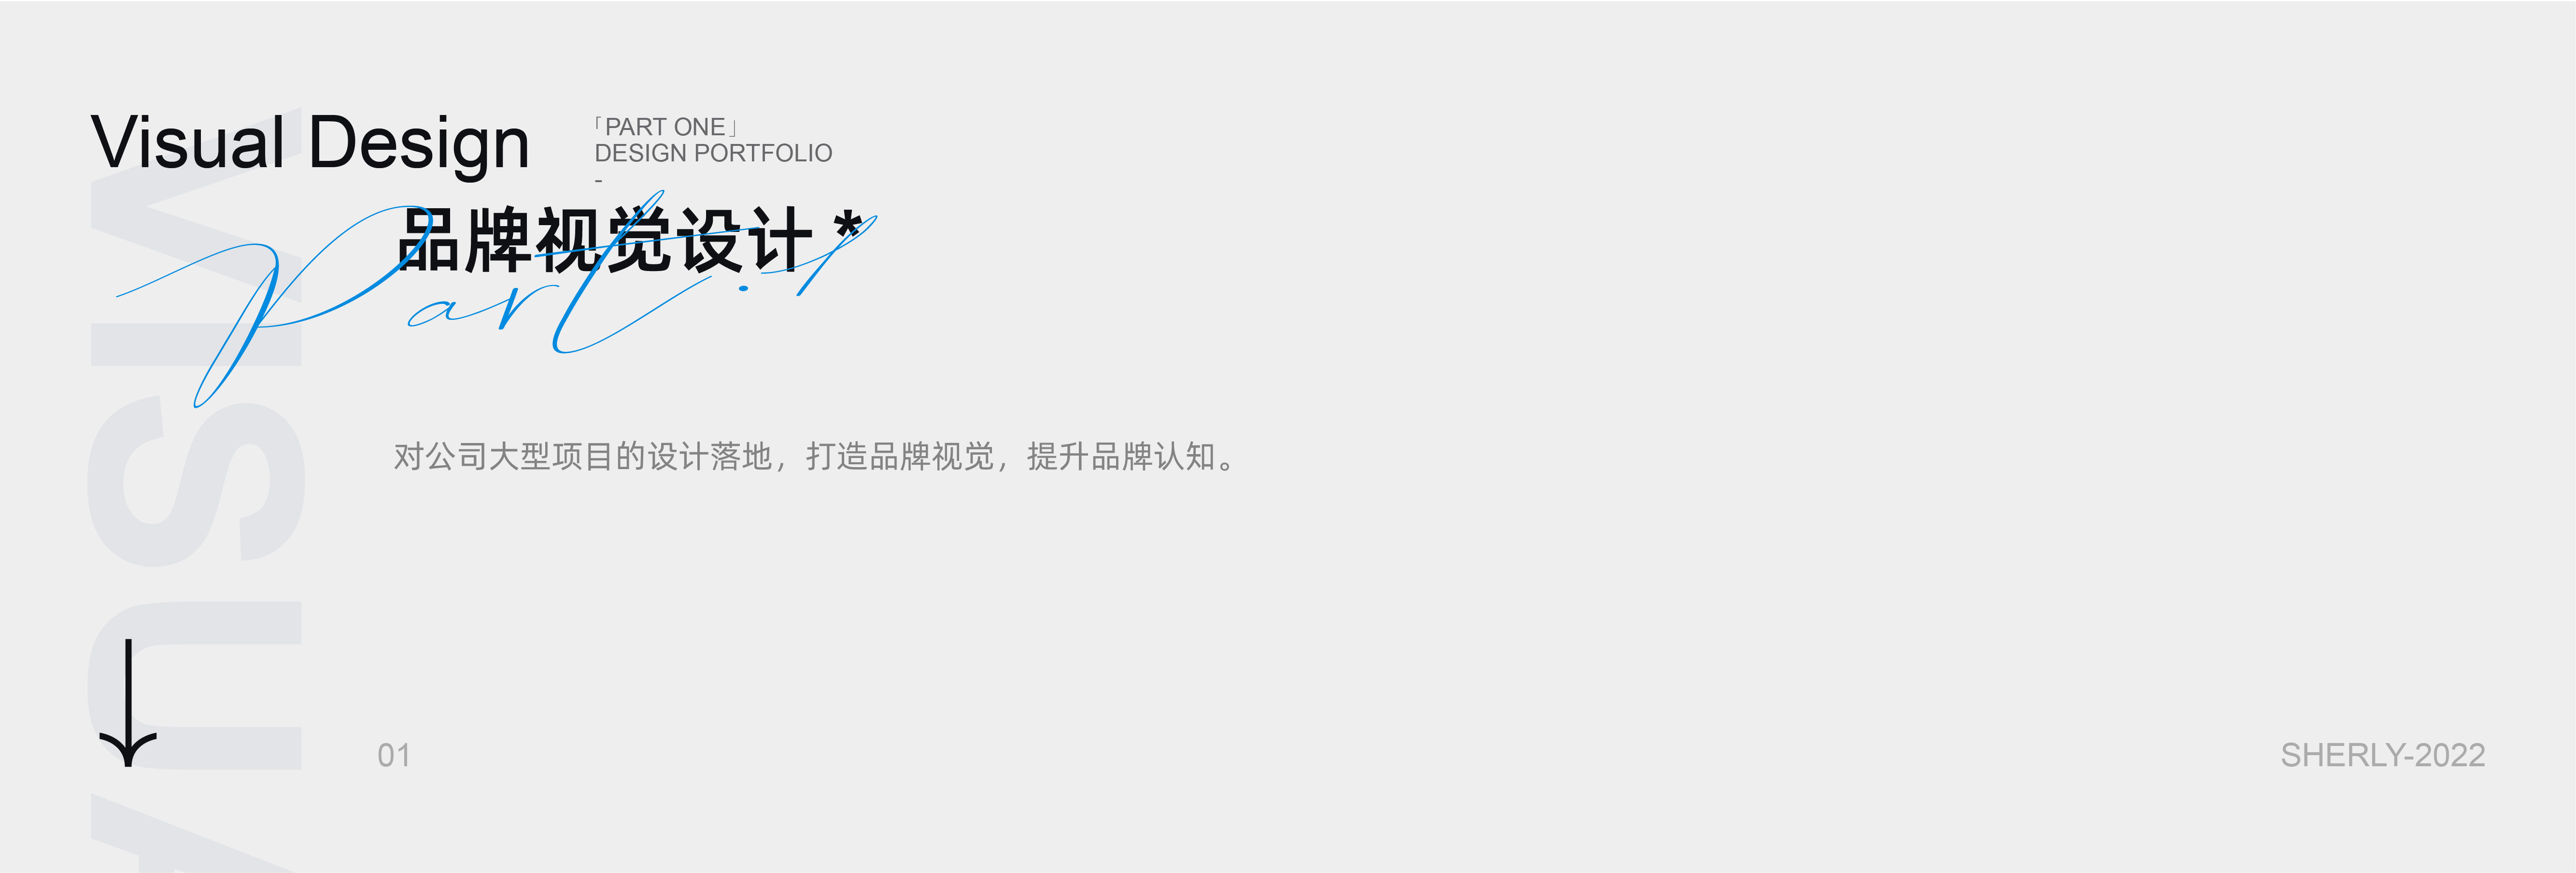 Visual Design
「PART ONE」
DESIGN PORTFOLIO
-
品牌视觉设计 *
Part.1
对公司大型项目的设计落地，打造品牌视觉，提升品牌认知。
VISUA
01
SHERLY-2022